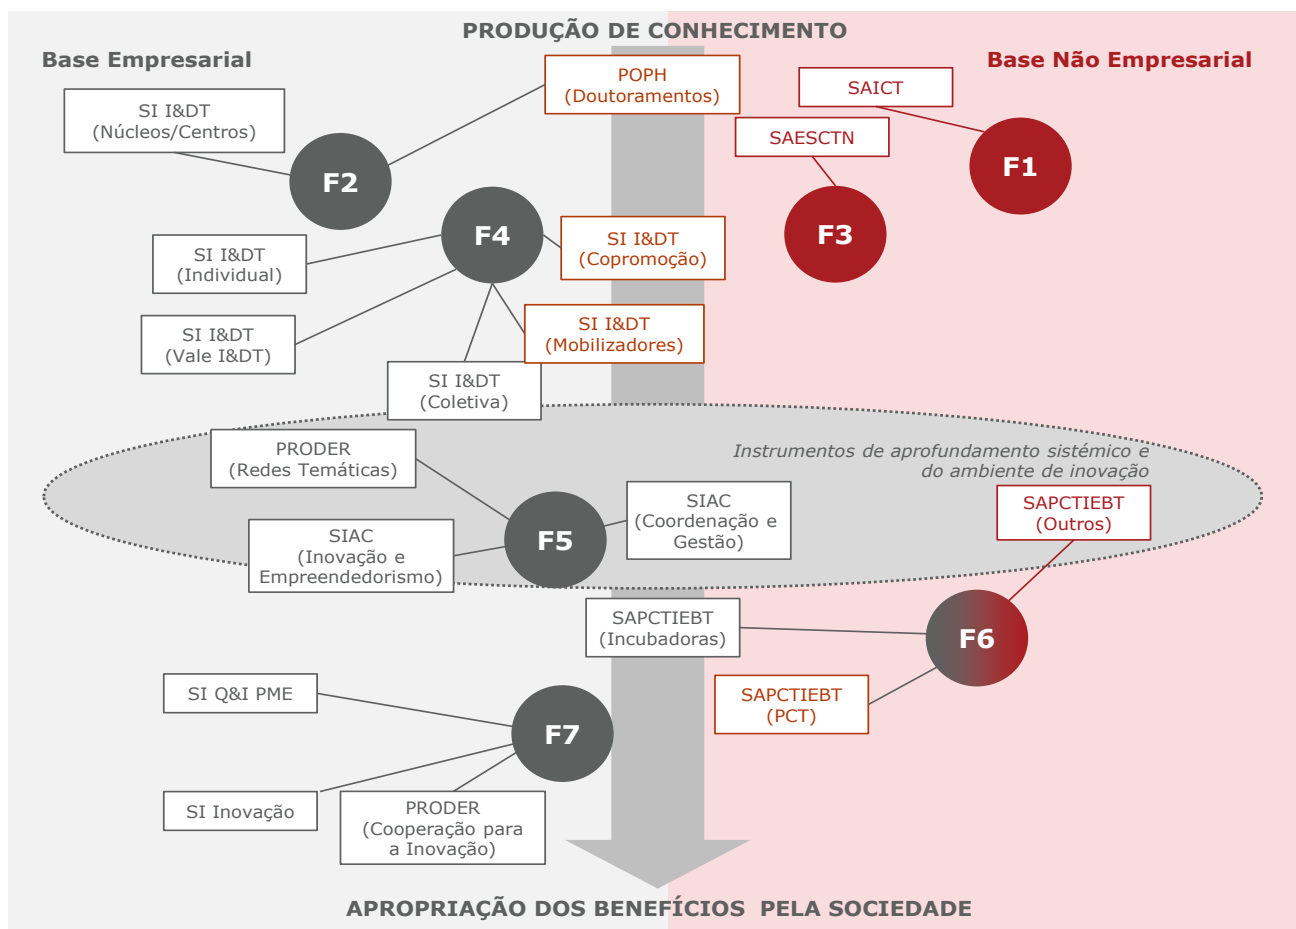 PRODUÇÃO DE CONHECIMENTO
Base Empresarial
Base Não Empresarial
POPH
(Doutoramentos)
SAICT
SI I&DT
(Núcleos/Centros)
SAESCTN
F2
F1
F4
F3
SI I&DT
(Individual)
SI I&DT
(Copromoção)
SI I&DT
(Vale I&DT)
SI I&DT
(Mobilizadores)
SI I&DT
(Coletiva)
PRODER
(Redes Temáticas)
Instrumentos de aprofundamento sistémico e
do ambiente de inovação
SIAC
(Coordenação e
Gestão)
SAPCTIEBT
(Outros)
SIAC
(Inovação e
Empreendedorismo)
F5
SAPCTIEBT
(Incubadoras)
F6
SI Q&I PME
SAPCTIEBT
(PCT)
F7
SI Inovação
PRODER
(Cooperação para
a Inovação)
APROPRIAÇÃO DOS BENEFÍCIOS  PELA SOCIEDADE